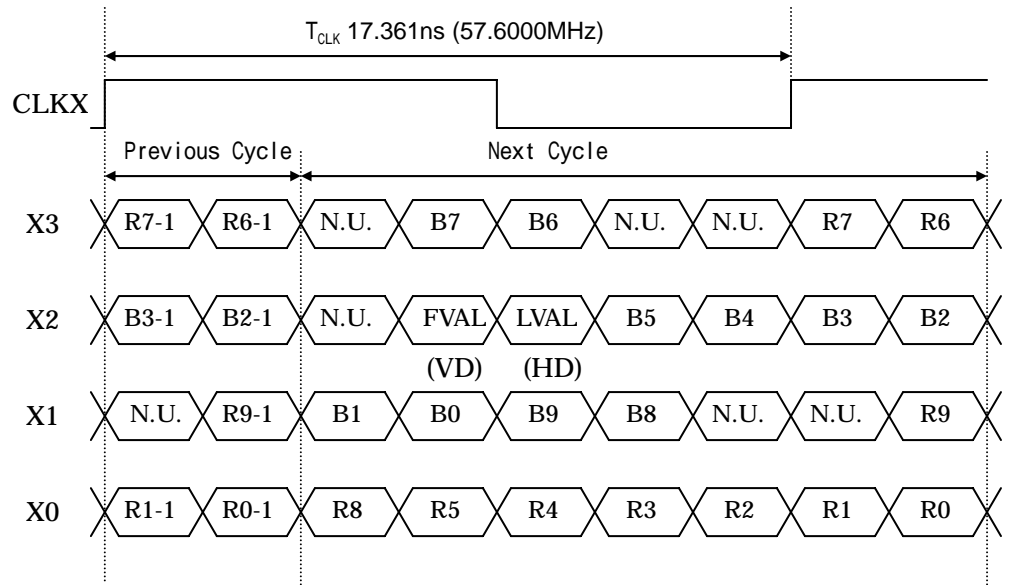 T_CLK 17.361ns (57.6000MHz)
CLKX
Previous Cycle Next Cycle
X3 R7-1 R6-1 N.U. B7 B6 N.U. N.U. R7 R6
X2 B3-1 B2-1 N.U. FVAL LVAL B5 B4 B3 B2
(VD) (HD)
X1 N.U. R9-1 B1 B0 B9 B8 N.U. N.U. R9
X0 R1-1 R0-1 R8 R5 R4 R3 R2 R1 R0